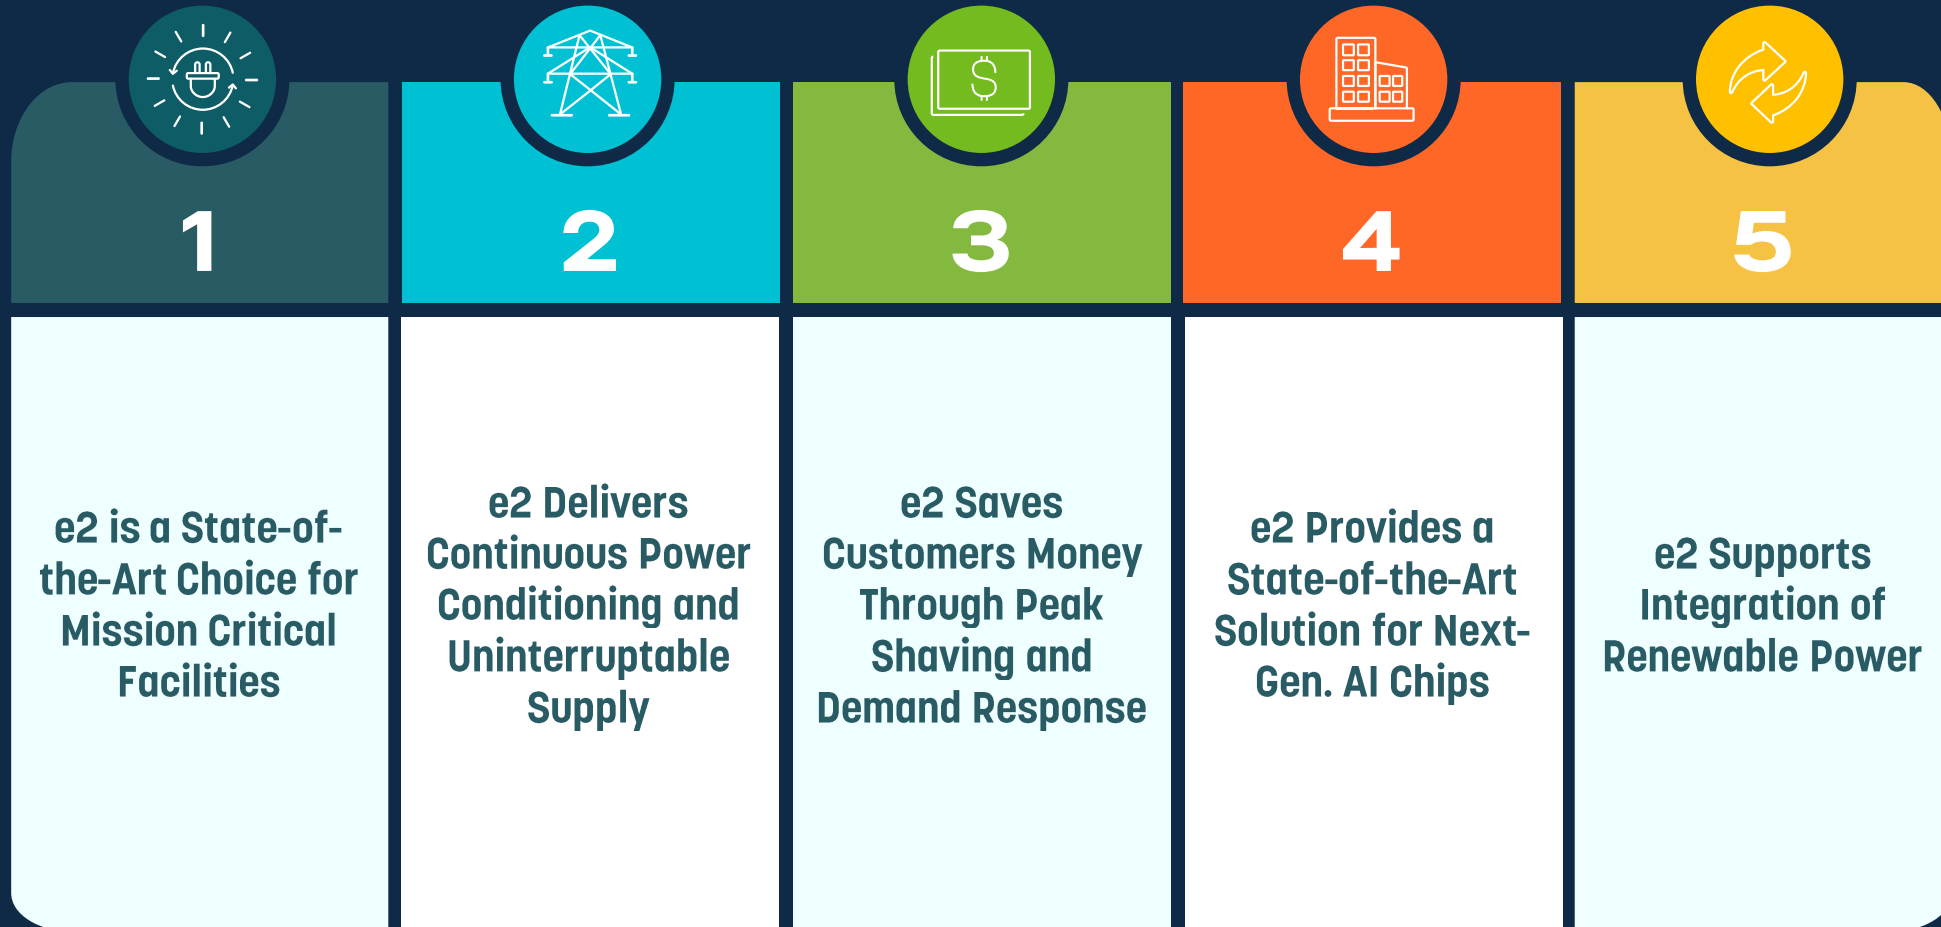 1
e2 is a State-of-
the-Art Choice for
Mission Critical
Facilities
2
e2 Delivers
Continuous Power
Conditioning and
Uninterruptable
Supply
3
$
e2 Saves
Customers Money
Through Peak
Shaving and
Demand Response
4
e2 Provides a
State-of-the-Art
Solution for Next-
Gen. AI Chips
5
e2 Supports
Integration of
Renewable Power